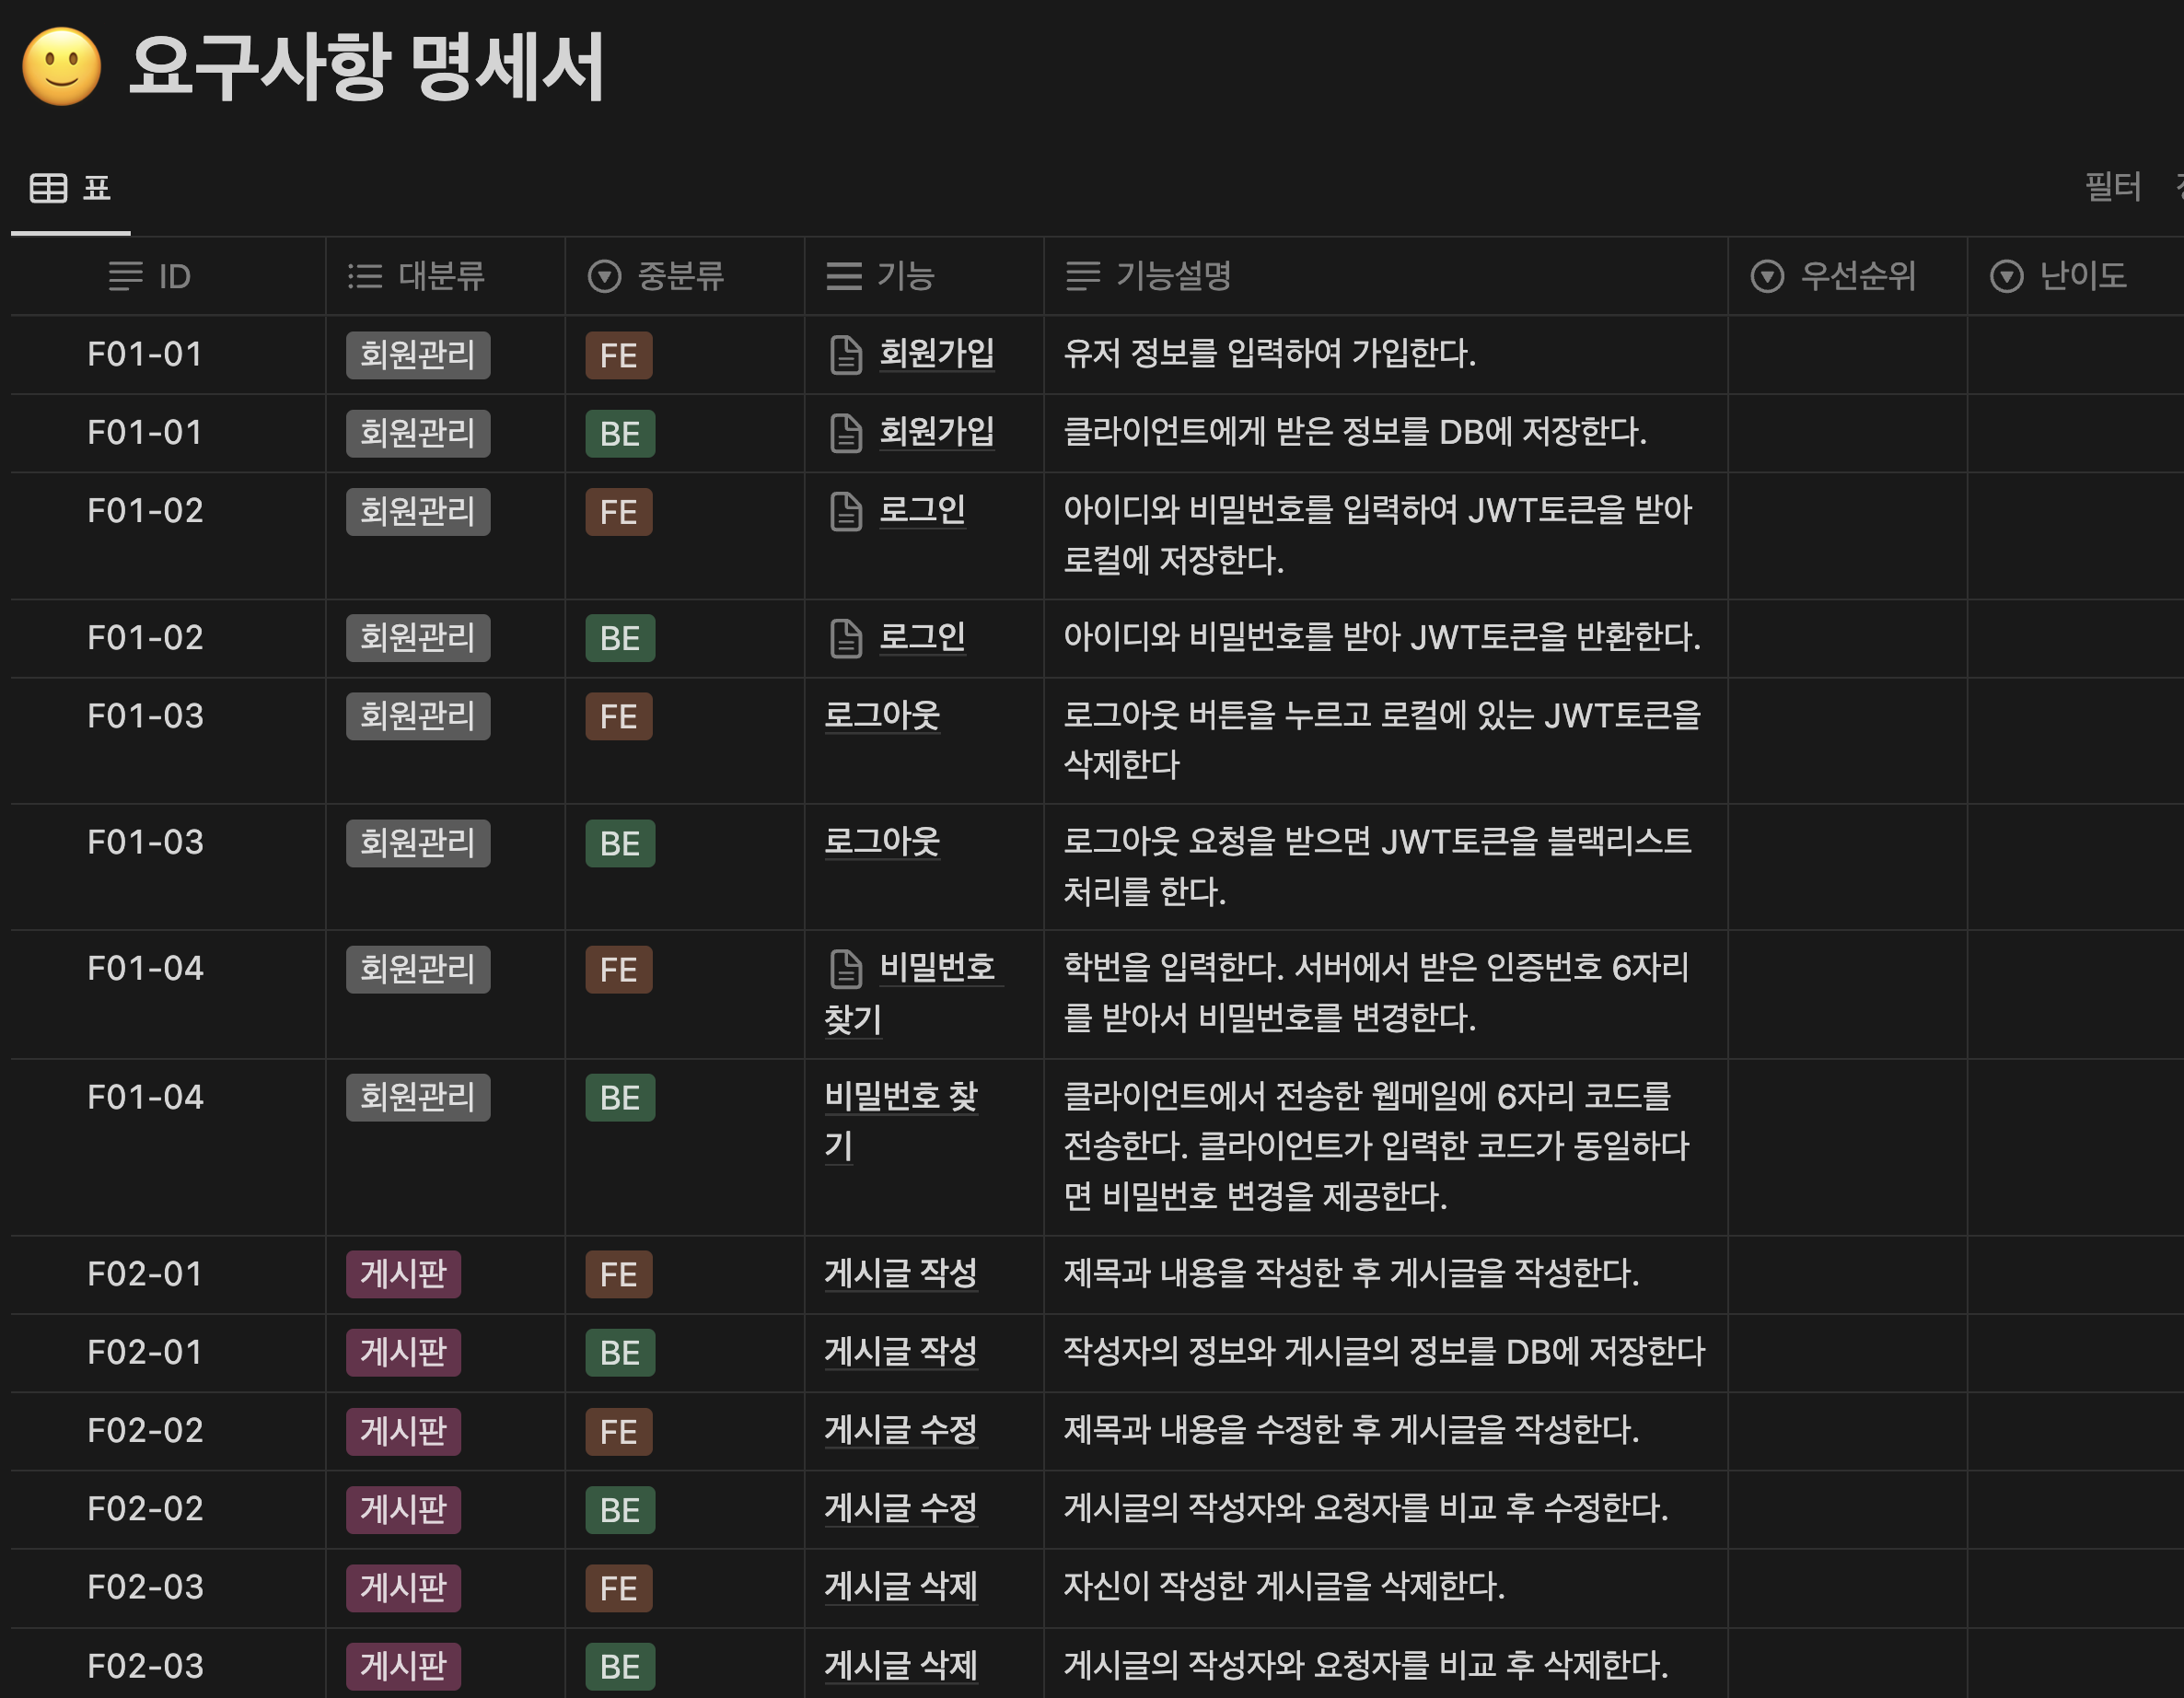 요구사항 명세서
표
필터
ID 대분류 중분류 기능 기능설명 우선순위 난이도
F01-01 회원관리 FE 회원가입 유저 정보를 입력하여 가입한다.
F01-01 회원관리 BE 회원가입 클라이언트에게 받은 정보를 DB에 저장한다.
F01-02 회원관리 FE 로그인 아이디와 비밀번호를 입력하여 JWT토큰을 받아
로컬에 저장한다.
F01-02 회원관리 BE 로그인 아이디와 비밀번호를 받아 JWT토큰을 반환한다.
F01-03 회원관리 FE 로그아웃 로그아웃 버튼을 누르고 로컬에 있는 JWT토큰을
삭제한다
F01-03 회원관리 BE 로그아웃 로그아웃 요청을 받으면 JWT토큰을 블랙리스트
처리를 한다.
F01-04 회원관리 FE 비밀번호 학번을 입력한다. 서버에서 받은 인증번호 6자리
찾기 를 받아서 비밀번호를 변경한다.
F01-04 회원관리 BE 비밀번호 찾 클라이언트에서 전송한 웹메일에 6자리 코드를
기 전송한다. 클라이언트가 입력한 코드가 동일하다
면 비밀번호 변경을 제공한다.
F02-01 게시판 FE 게시글 작성 제목과 내용을 작성한 후 게시글을 작성한다.
F02-01 게시판 BE 게시글 작성 작성자의 정보와 게시글의 정보를 DB에 저장한다
F02-02 게시판 FE 게시글 수정 제목과 내용을 수정한 후 게시글을 작성한다.
F02-02 게시판 BE 게시글 수정 게시글의 작성자와 요청자를 비교 후 수정한다.
F02-03 게시판 FE 게시글 삭제 자신이 작성한 게시글을 삭제한다.
F02-03 게시판 BE 게시글 삭제 게시글의 작성자와 요청자를 비교 후 삭제한다.